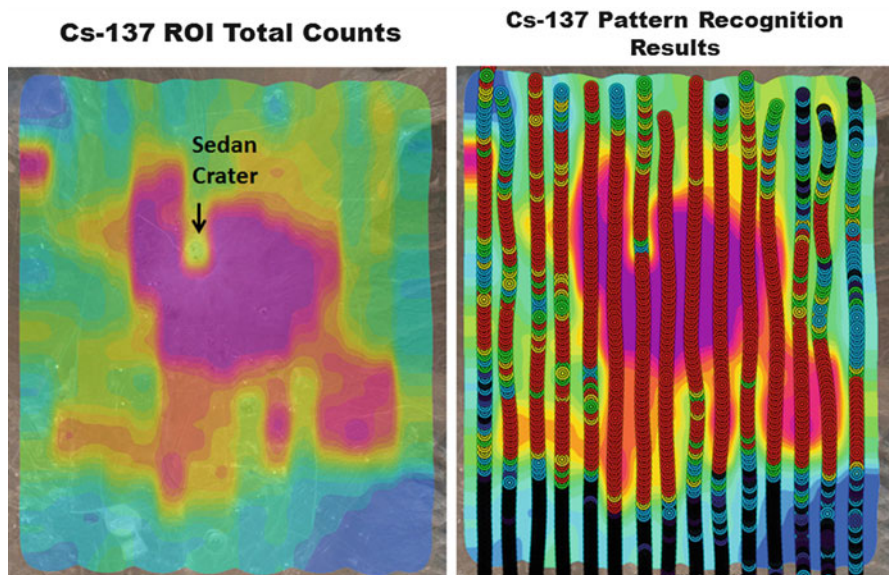 Cs-137 ROI Total Counts
Cs-137 Pattern Recognition
Results
Sedan
Crater